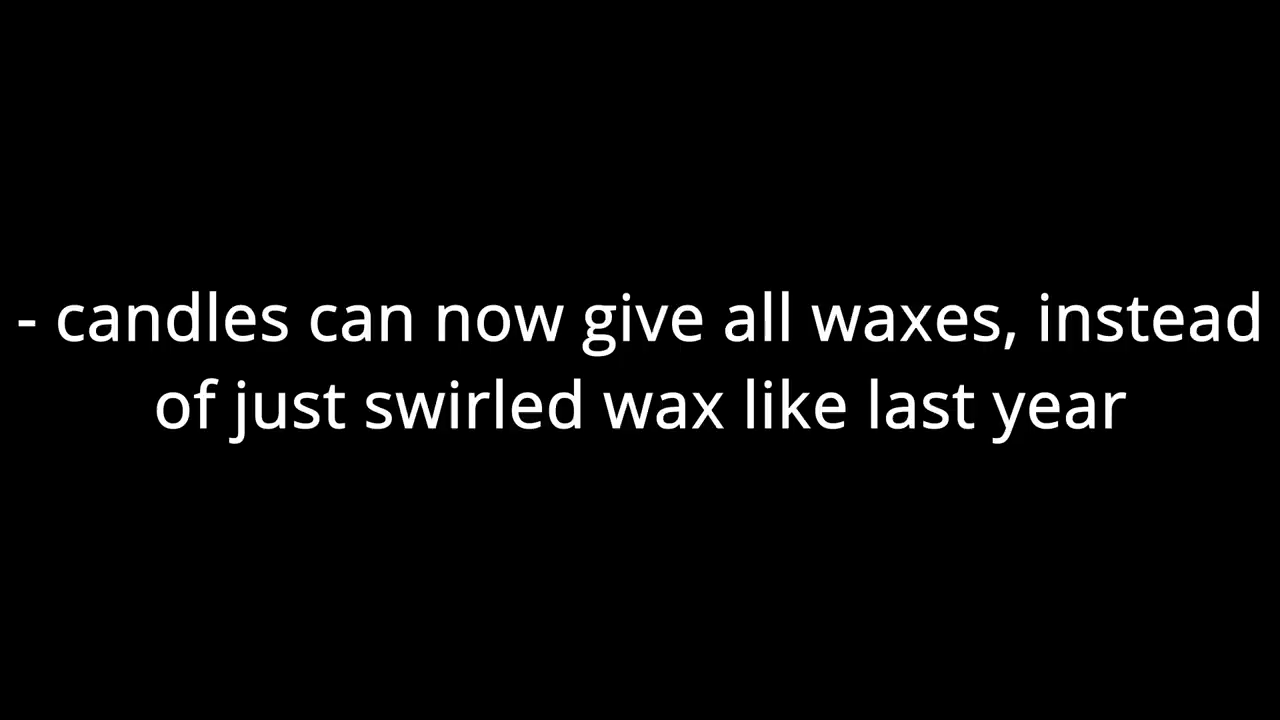 - candles can now give all waxes, instead
of just swirled wax like last year